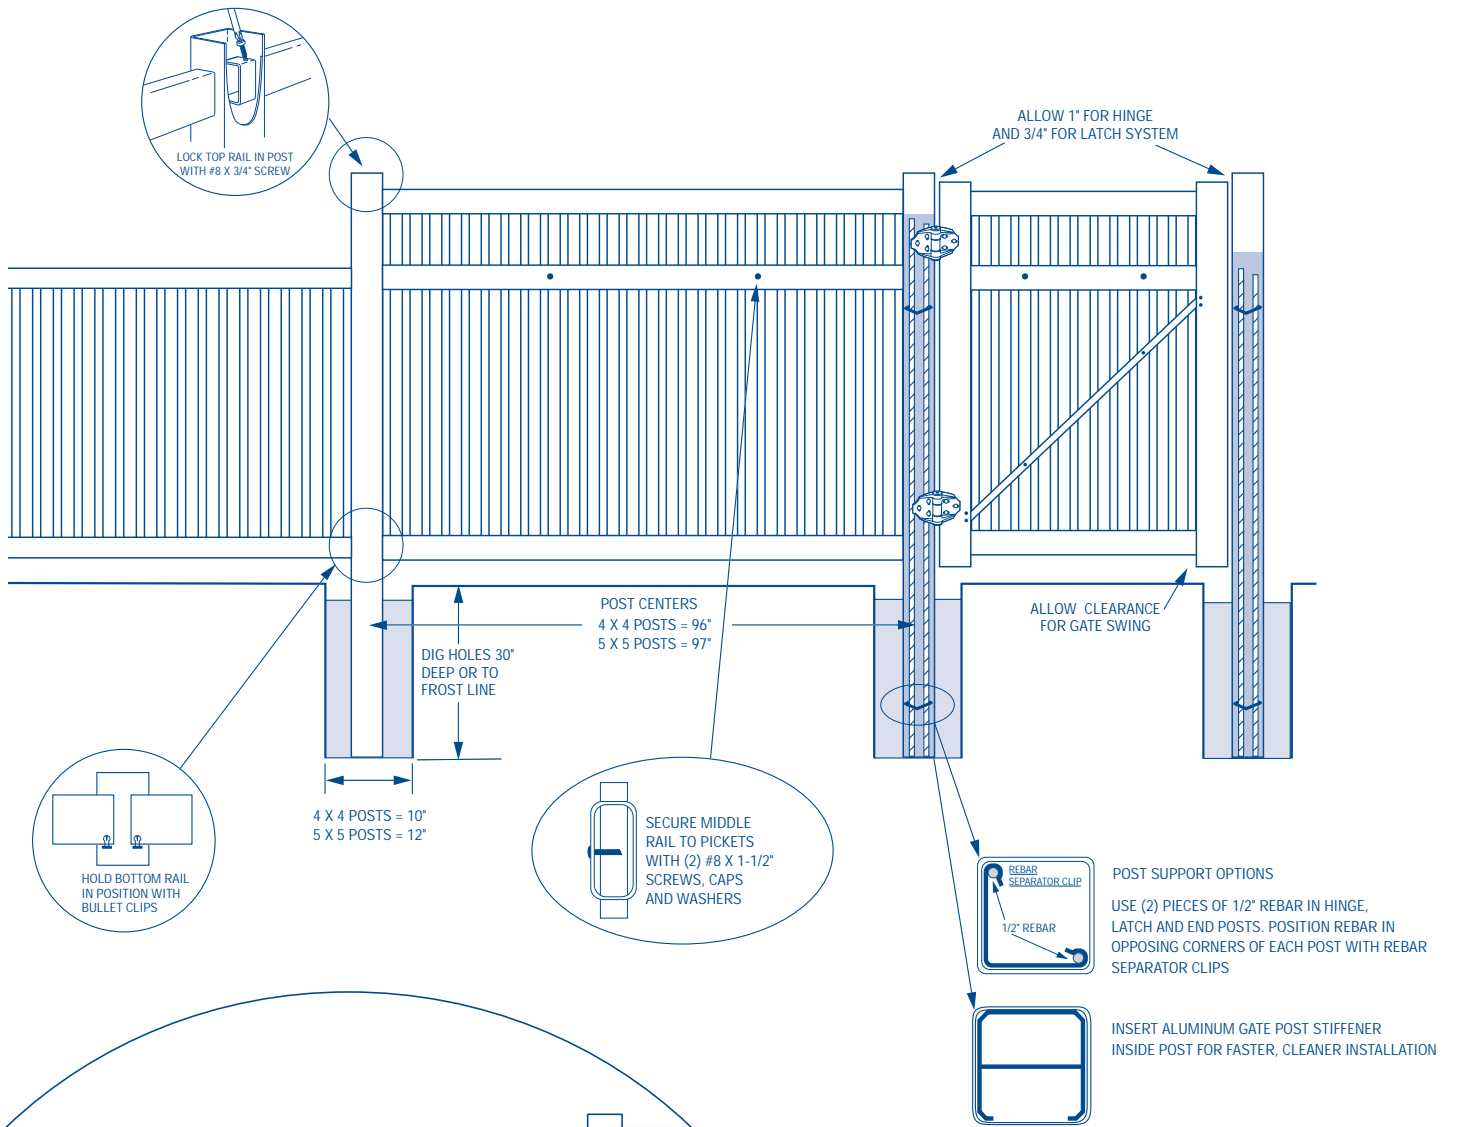 LOCK TOP RAIL IN POST
WITH #8 X 3/4" SCREW
ALLOW 1" FOR HINGE
AND 3/4" FOR LATCH SYSTEM
POST CENTERS
4 X 4 POSTS = 96"
5 X 5 POSTS = 97"
ALLOW CLEARANCE
FOR GATE SWING
DIG HOLES 30"
DEEP OR TO
FROST LINE
4 X 4 POSTS = 10"
5 X 5 POSTS = 12"
HOLD BOTTOM RAIL
IN POSITION WITH
BULLET CLIPS
SECURE MIDDLE
RAIL TO PICKETS
WITH (2) #8 X 1-1/2"
SCREWS, CAPS
AND WASHERS
REBAR
SEPARATOR CLIP
1/2" REBAR
POST SUPPORT OPTIONS
USE (2) PIECES OF 1/2" REBAR IN HINGE,
LATCH AND END POSTS. POSITION REBAR IN
OPPOSING CORNERS OF EACH POST WITH REBAR
SEPARATOR CLIPS
INSERT ALUMINUM GATE POST STIFFENER
INSIDE POST FOR FASTER, CLEANER INSTALLATION